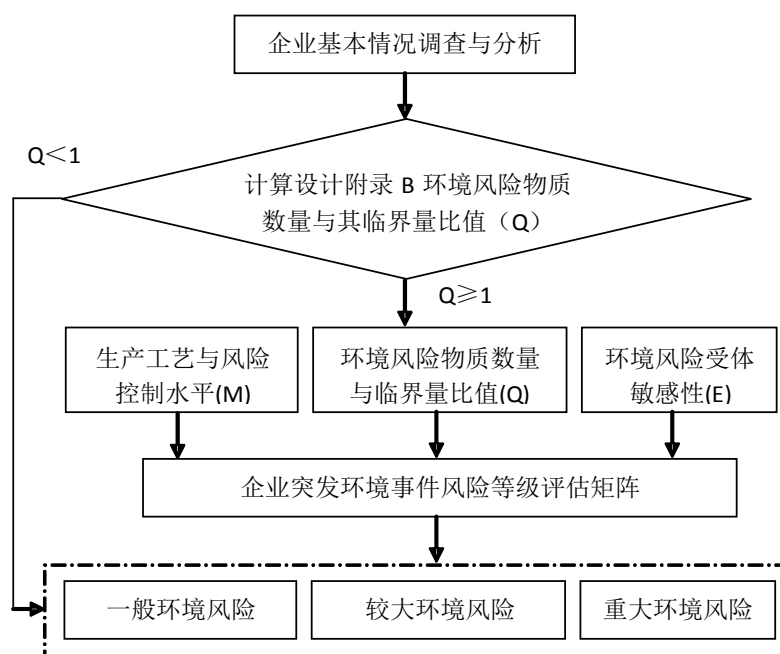 企业基本情况调查与分析
Q＜1
计算设计附录 B 环境风险物质
数量与其临界量比值（Q）
Q≥1
生产工艺与风险
控制水平(M)
环境风险物质数量
与临界量比值(Q)
环境风险受体
敏感性(E)
企业突发环境事件风险等级评估矩阵
一般环境风险
较大环境风险
重大环境风险